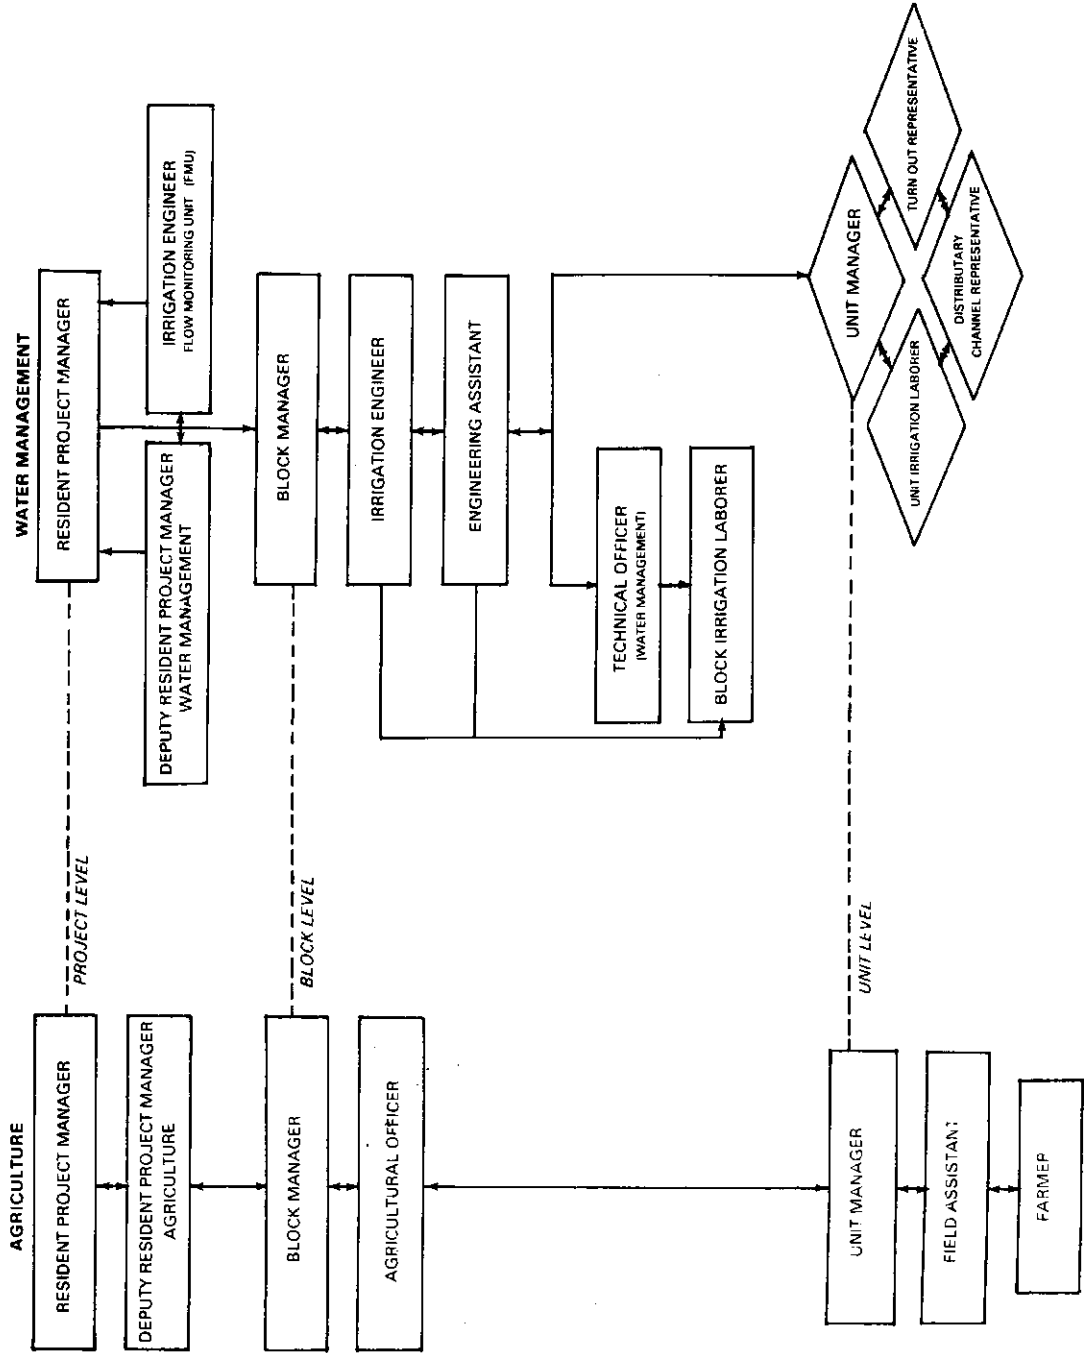 AGRICULTURE
RESIDENT PROJECT MANAGER
DEPUTY RESIDENT PROJECT MANAGER
AGRICULTURE
BLOCK MANAGER
AGRICULTURAL OFFICER
UNIT MANAGER
FIELD ASSISTANT
FARMER
PROJECT LEVEL
BLOCK LEVEL
UNIT LEVEL
WATER MANAGEMENT
RESIDENT PROJECT MANAGER
DEPUTY RESIDENT PROJECT MANAGER
WATER MANAGEMENT
IRRIGATION ENGINEER
FLOW MONITORING UNIT (FMU)
BLOCK MANAGER
IRRIGATION ENGINEER
ENGINEERING ASSISTANT
TECHNICAL OFFICER
(WATER MANAGEMENT)
BLOCK IRRIGATION LABORER
UNIT MANAGER
UNIT IRRIGATION LABORER
TURN OUT REPRESENTATIVE
DISTRIBUTARY
CHANNEL REPRESENTATIVE